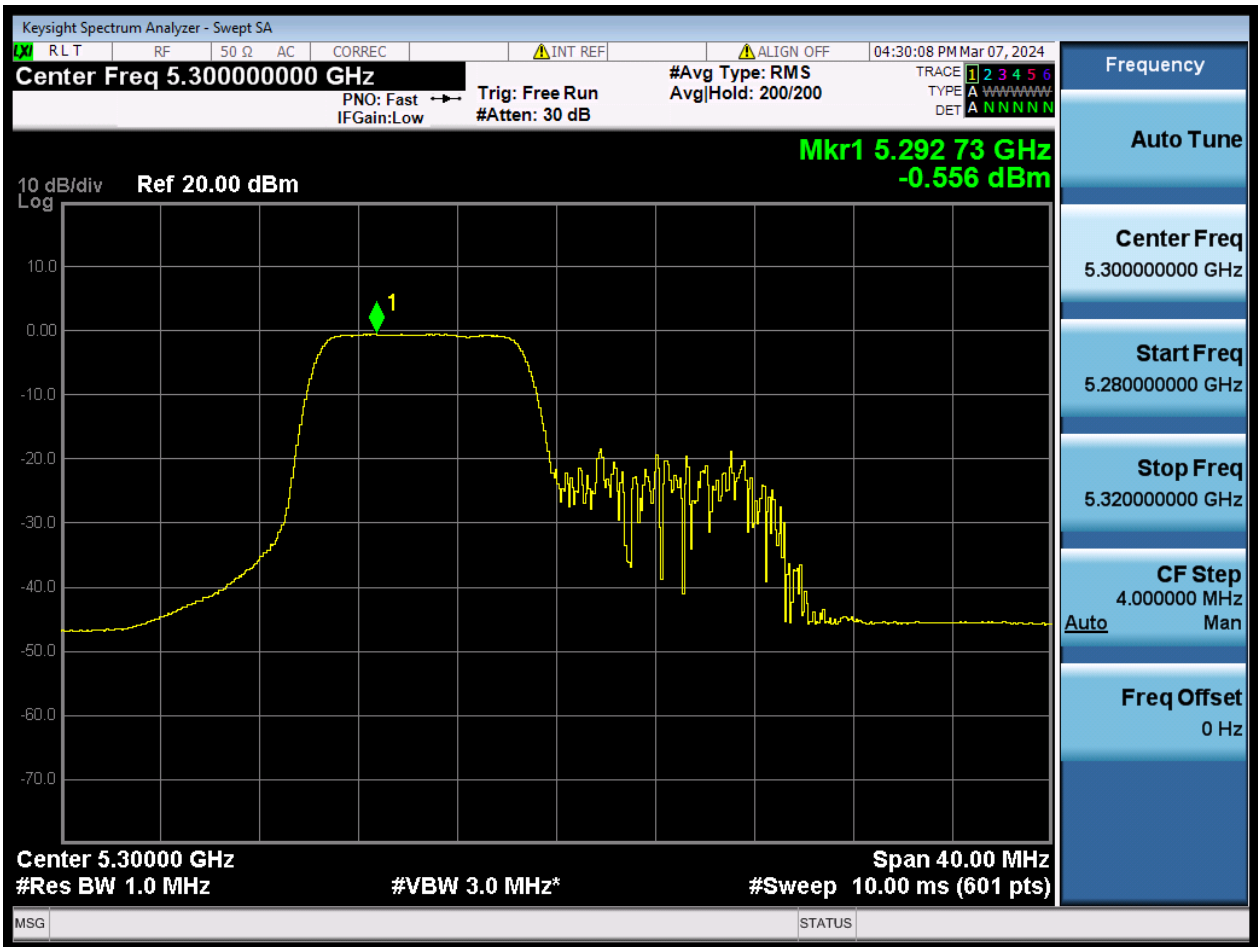 Keysight Spectrum Analyzer - Swept SA
LXI RLT RF 50 Ω AC CORREC INT REF ALIGN OFF 04:30:08 PM Mar 07, 2024
Center Freq 5.300000000 GHz
PNO: Fast
IFGain:Low
Trig: Free Run
#Atten: 30 dB
#Avg Type: RMS
Avg|Hold: 200/200
TRACE 1 2 3 4 5 6
TYPE A WWWWW
DET A N N N N N
Mkr1 5.292 73 GHz
-0.556 dBm
10 dB/div Ref 20.00 dBm
Log
10.0
0.00
1
-10.0
-20.0
-30.0
-40.0
-50.0
-60.0
-70.0
Center 5.30000 GHz Span 40.00 MHz
#Res BW 1.0 MHz #VBW 3.0 MHz* #Sweep 10.00 ms (601 pts)
MSG STATUS
Frequency
Auto Tune
Center Freq
5.300000000 GHz
Start Freq
5.280000000 GHz
Stop Freq
5.320000000 GHz
CF Step
4.000000 MHz
Auto Man
Freq Offset
0 Hz